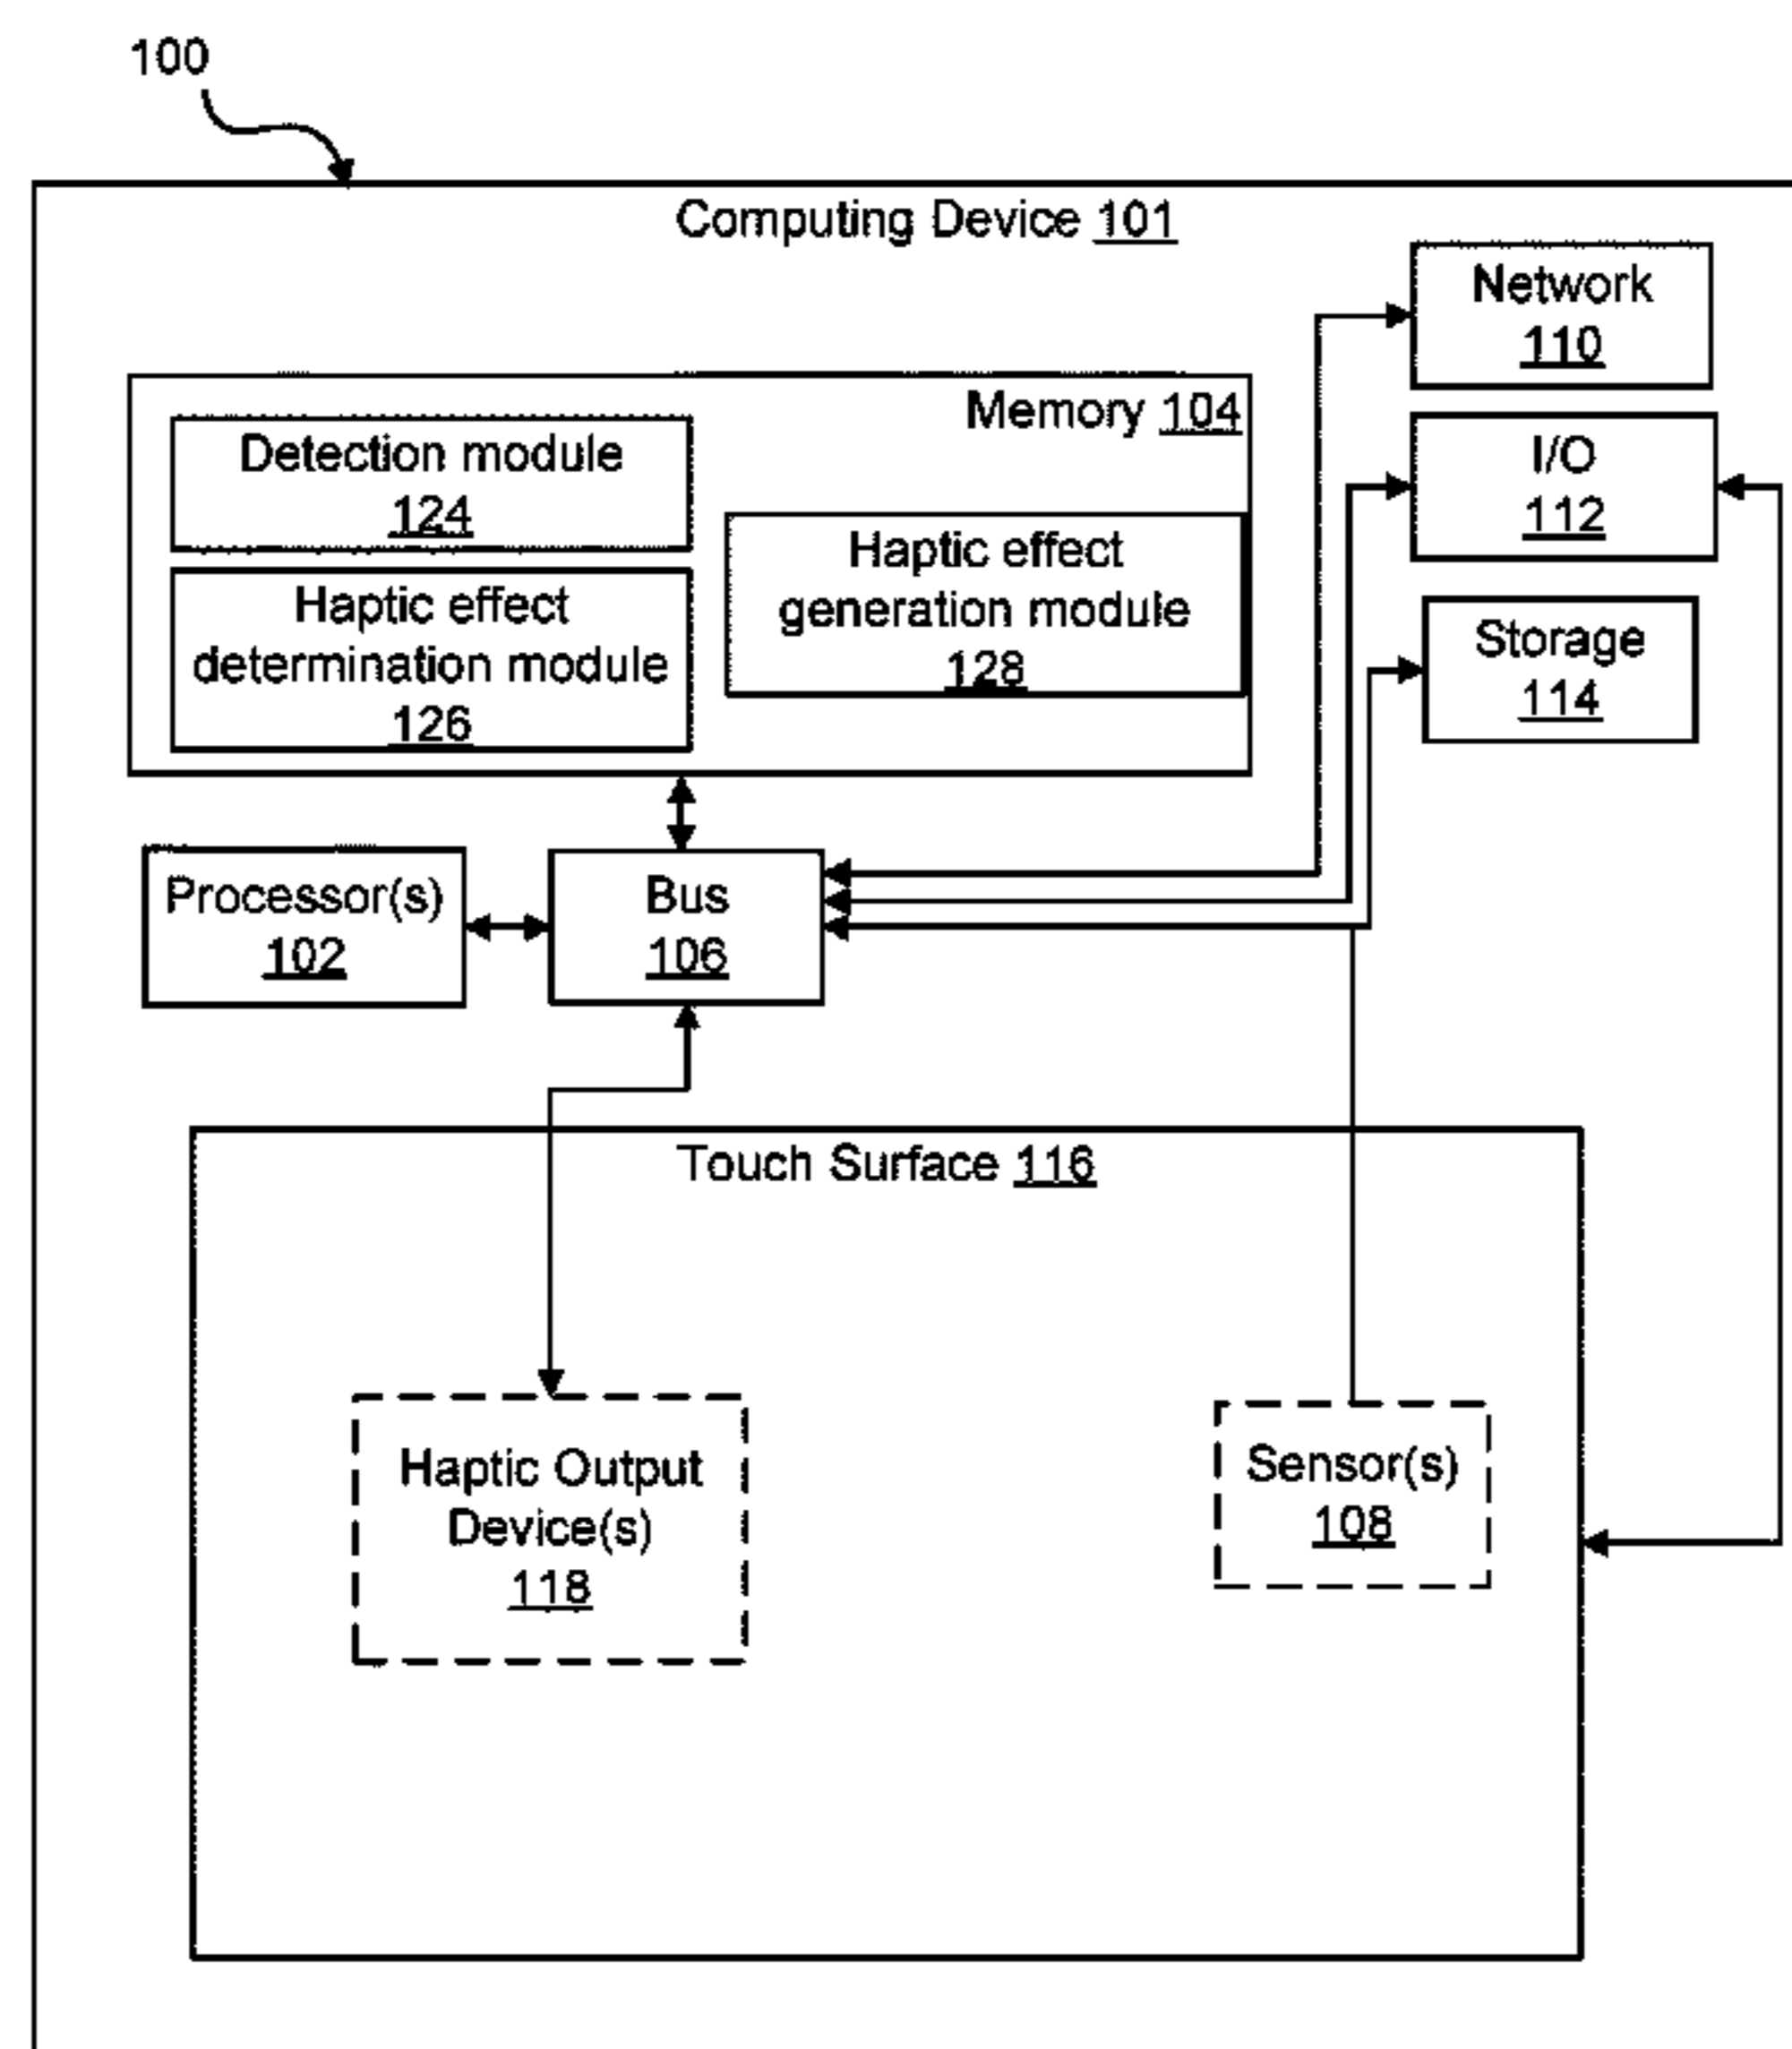 100
Computing Device 101
Network
110
Memory 104
Detection module
124
I/O
112
Haptic effect
generation module
128
Haptic effect
determination module
126
Storage
114
Processor(s)
102
Bus
106
Touch Surface 116
Haptic Output
Device(s)
118
Sensor(s)
108